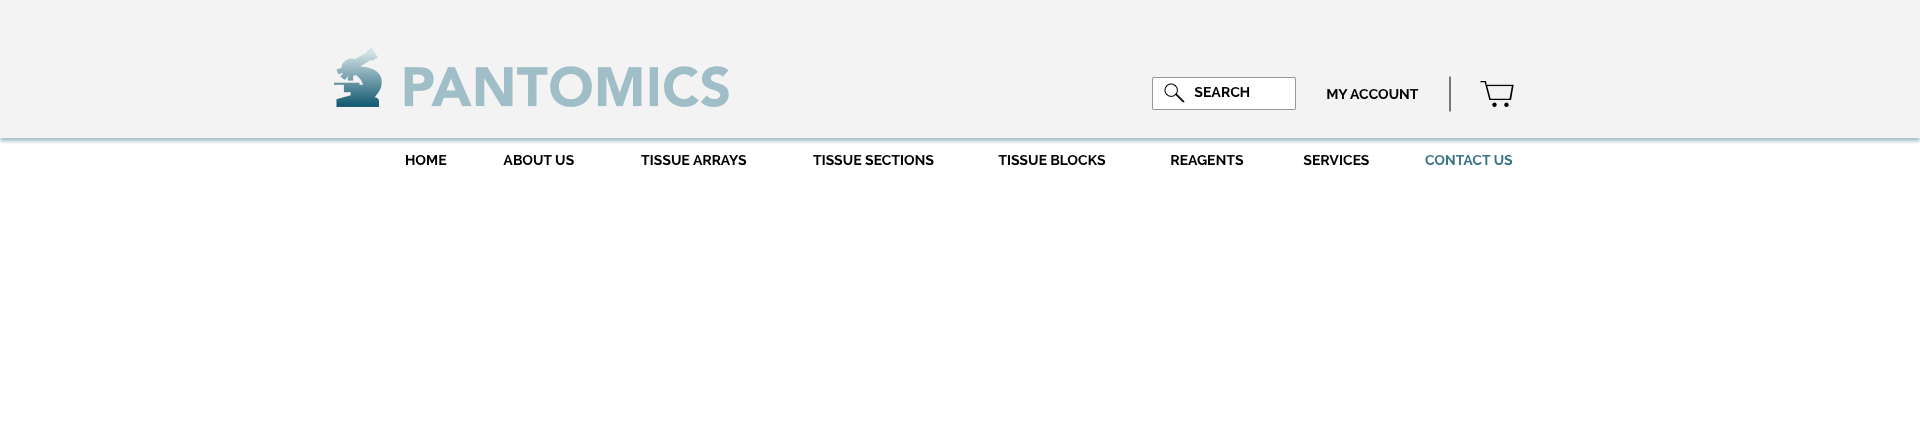 PANTOMICS
SEARCH
MY ACCOUNT
HOME ABOUT US TISSUE ARRAYS TISSUE SECTIONS TISSUE BLOCKS REAGENTS SERVICES CONTACT US